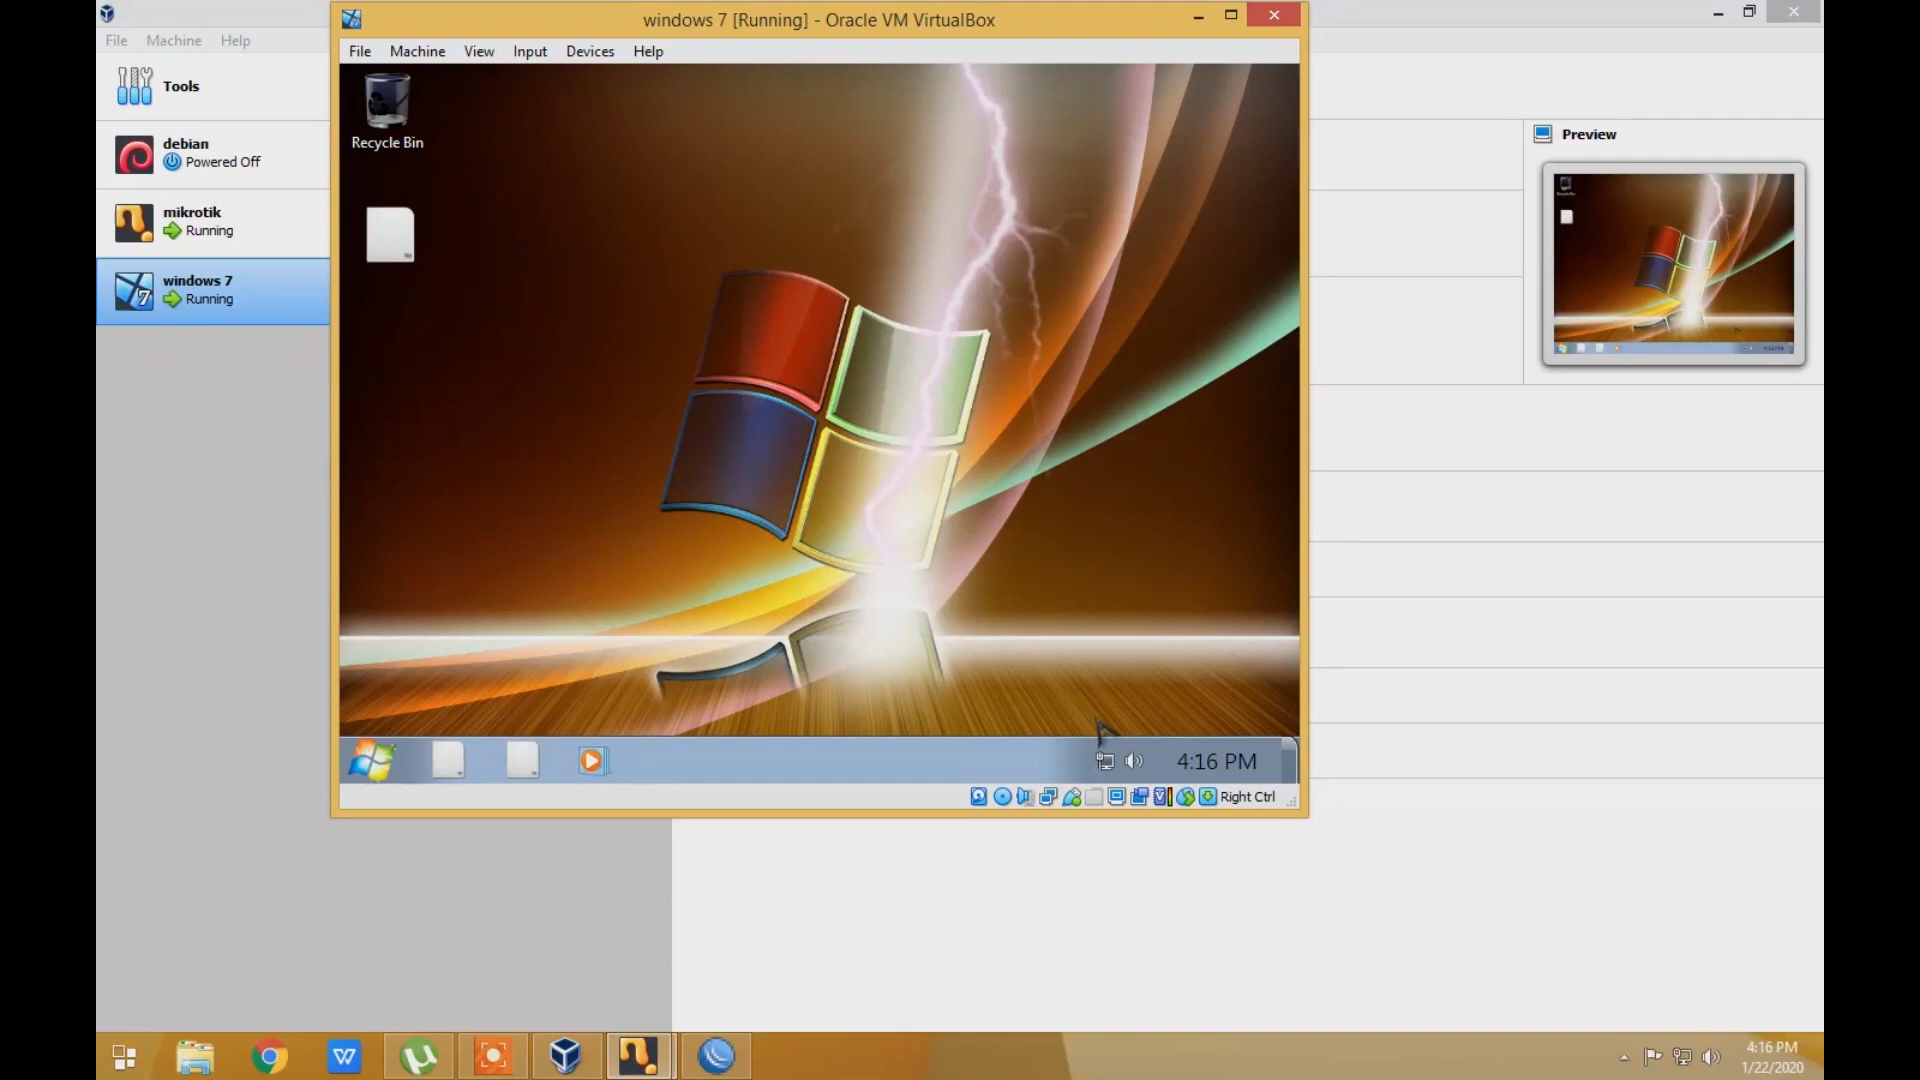 windows 7 [Running] - Oracle VM VirtualBox
File Machine Help
File Machine View Input Devices Help
Tools
debian
Powered Off
mikrotik
Running
windows 7
Running
Recycle Bin
Preview
4:16 PM
Right Ctrl
4:16 PM
1/22/2020